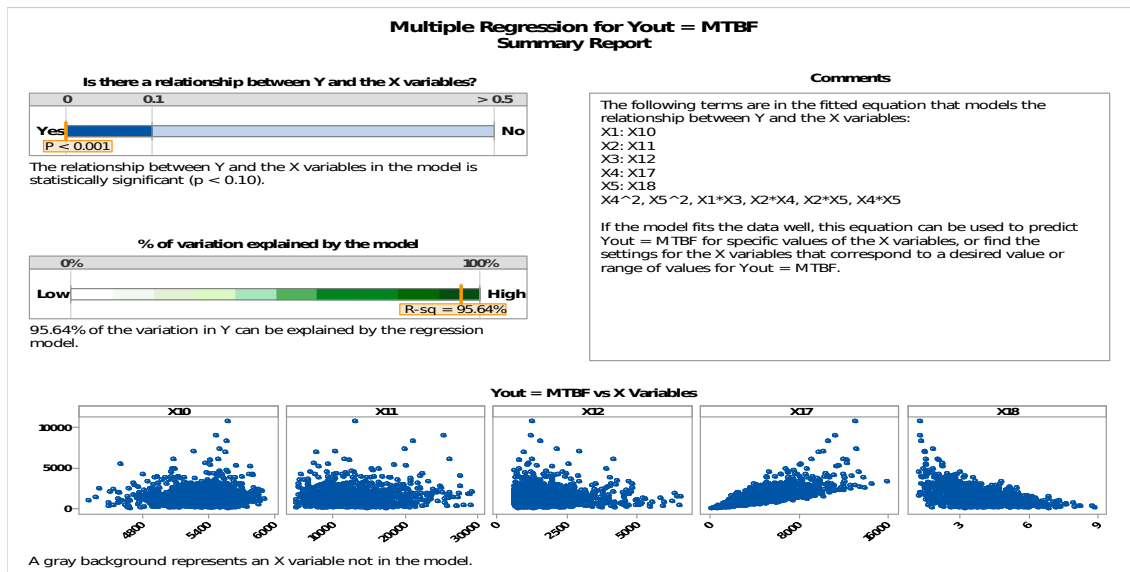 Multiple Regression for Yout = MTBF
Summary Report
Is there a relationship between Y and the X variables?
0 0.1 > 0.5
Yes No
P < 0.001
The relationship between Y and the X variables in the model is
statistically significant (p < 0.10).
% of variation explained by the model
0% 100%
Low High
R-sq = 95.64%
95.64% of the variation in Y can be explained by the regression
model.
Comments
The following terms are in the fitted equation that models the
relationship between Y and the X variables:
X1: X10
X2: X11
X3: X12
X4: X17
X5: X18
X4^2, X5^2, X1*X3, X2*X4, X2*X5, X4*X5
If the model fits the data well, this equation can be used to predict
Yout = MTBF for specific values of the X variables, or find the
settings for the X variables that correspond to a desired value or
range of values for Yout = MTBF.
Yout = MTBF vs X Variables
X10 X11 X12 X17 X18
10000
5000
0
4800 5400 6000 10000 20000 30000 0 2500 5000 0 8000 16000 3 6 9
A gray background represents an X variable not in the model.